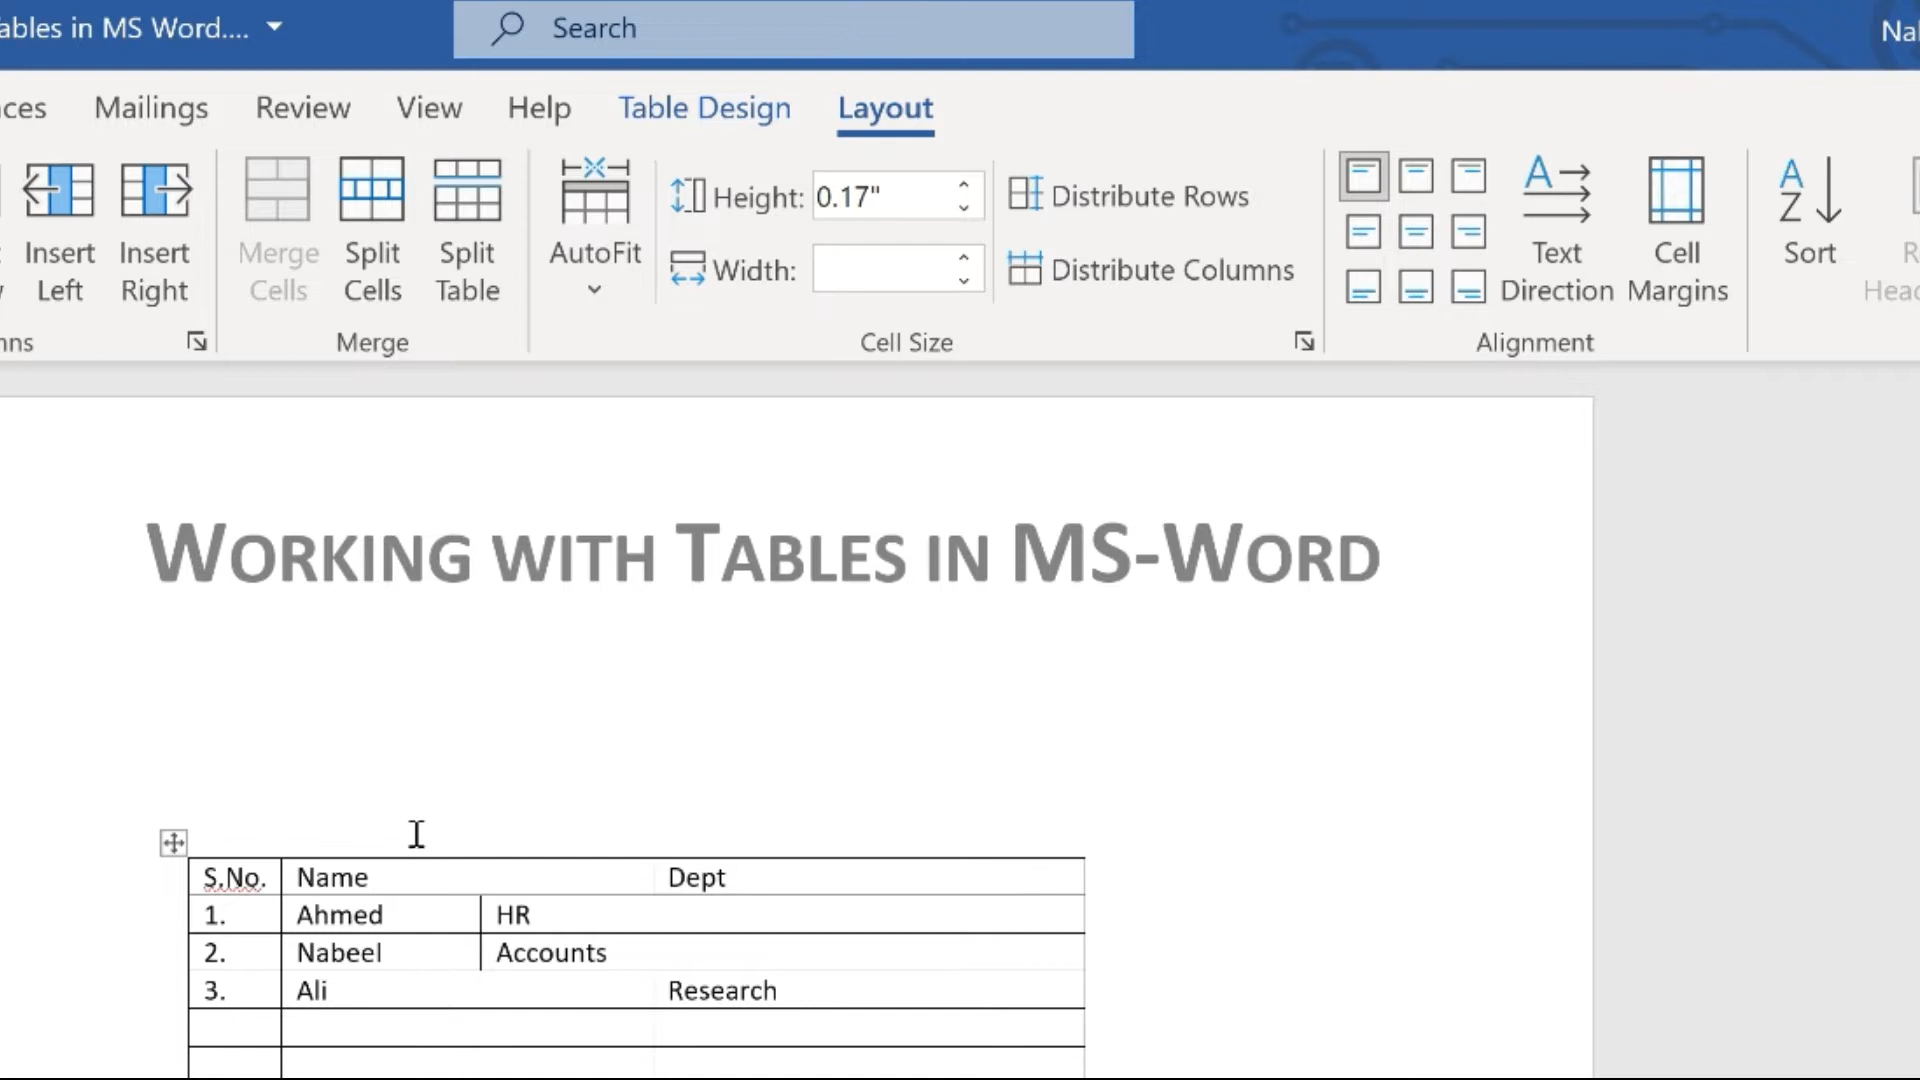 ables in MS Word....
Search
Nal
ces
Mailings
Review
View
Help
Table Design
Layout
Insert Left
Insert Right
Merge Cells
Split Cells
Split Table
AutoFit
Height: 0.17"
Width:
Distribute Rows
Distribute Columns
Text Direction
Cell Margins
A
Z
Sort
R
Head
nns
Merge
Cell Size
Alignment
WORKING WITH TABLES IN MS-WORD
S.No. Name Dept
1. Ahmed HR
2. Nabeel Accounts
3. Ali Research